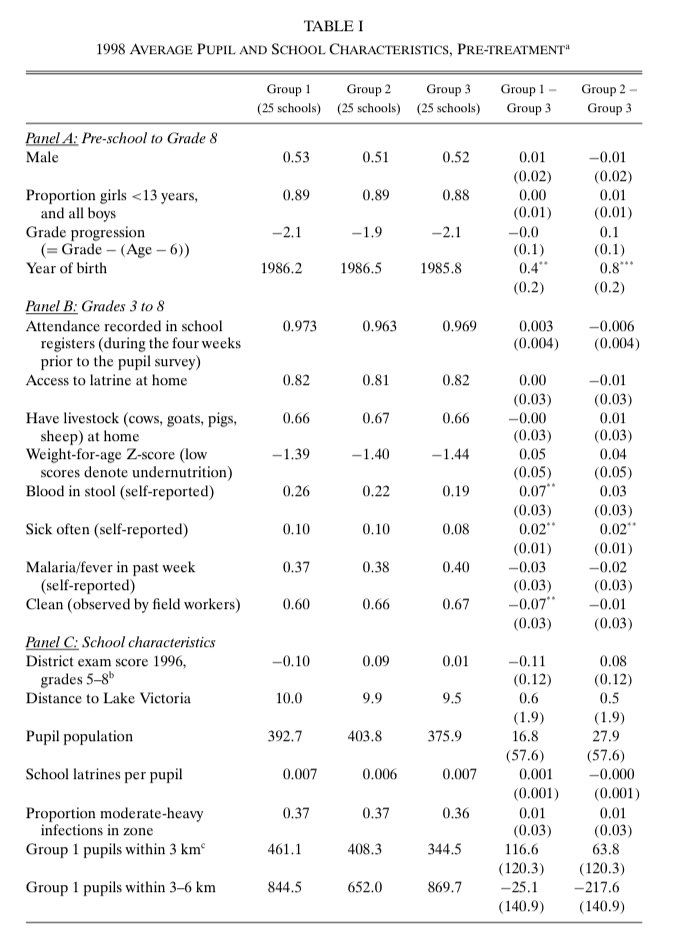 TABLE I
1998 AVERAGE PUPIL AND SCHOOL CHARACTERISTICS, PRE-TREATMENTᵃ
Group 1 Group 2 Group 3 Group 1 – Group 2 –
(25 schools) (25 schools) (25 schools) Group 3 Group 3
Panel A: Pre-school to Grade 8
Male 0.53 0.51 0.52 0.01 −0.01
(0.02) (0.02)
Proportion girls <13 years, 0.89 0.89 0.88 0.00 0.01
and all boys (0.01) (0.01)
Grade progression −2.1 −1.9 −2.1 −0.0 0.1
(= Grade − (Age − 6)) (0.1) (0.1)
Year of birth 1986.2 1986.5 1985.8 0.4** 0.8***
(0.2) (0.2)
Panel B: Grades 3 to 8
Attendance recorded in school 0.973 0.963 0.969 0.003 −0.006
registers (during the four weeks (0.004) (0.004)
prior to the pupil survey)
Access to latrine at home 0.82 0.81 0.82 0.00 −0.01
(0.03) (0.03)
Have livestock (cows, goats, pigs, 0.66 0.67 0.66 −0.00 0.01
sheep) at home (0.03) (0.03)
Weight-for-age Z-score (low −1.39 −1.40 −1.44 0.05 0.04
scores denote undernutrition) (0.05) (0.05)
Blood in stool (self-reported) 0.26 0.22 0.19 0.07** 0.03
(0.03) (0.03)
Sick often (self-reported) 0.10 0.10 0.08 0.02** 0.02**
(0.01) (0.01)
Malaria/fever in past week 0.37 0.38 0.40 −0.03 −0.02
(self-reported) (0.03) (0.03)
Clean (observed by field workers) 0.60 0.66 0.67 −0.07** −0.01
(0.03) (0.03)
Panel C: School characteristics
District exam score 1996, −0.10 0.09 0.01 −0.11 0.08
grades 5–8ᵇ (0.12) (0.12)
Distance to Lake Victoria 10.0 9.9 9.5 0.6 0.5
(1.9) (1.9)
Pupil population 392.7 403.8 375.9 16.8 27.9
(57.6) (57.6)
School latrines per pupil 0.007 0.006 0.007 0.001 −0.000
(0.001) (0.001)
Proportion moderate-heavy 0.37 0.37 0.36 0.01 0.01
infections in zone (0.03) (0.03)
Group 1 pupils within 3 kmᶜ 461.1 408.3 344.5 116.6 63.8
(120.3) (120.3)
Group 1 pupils within 3–6 km 844.5 652.0 869.7 −25.1 −217.6
(140.9) (140.9)